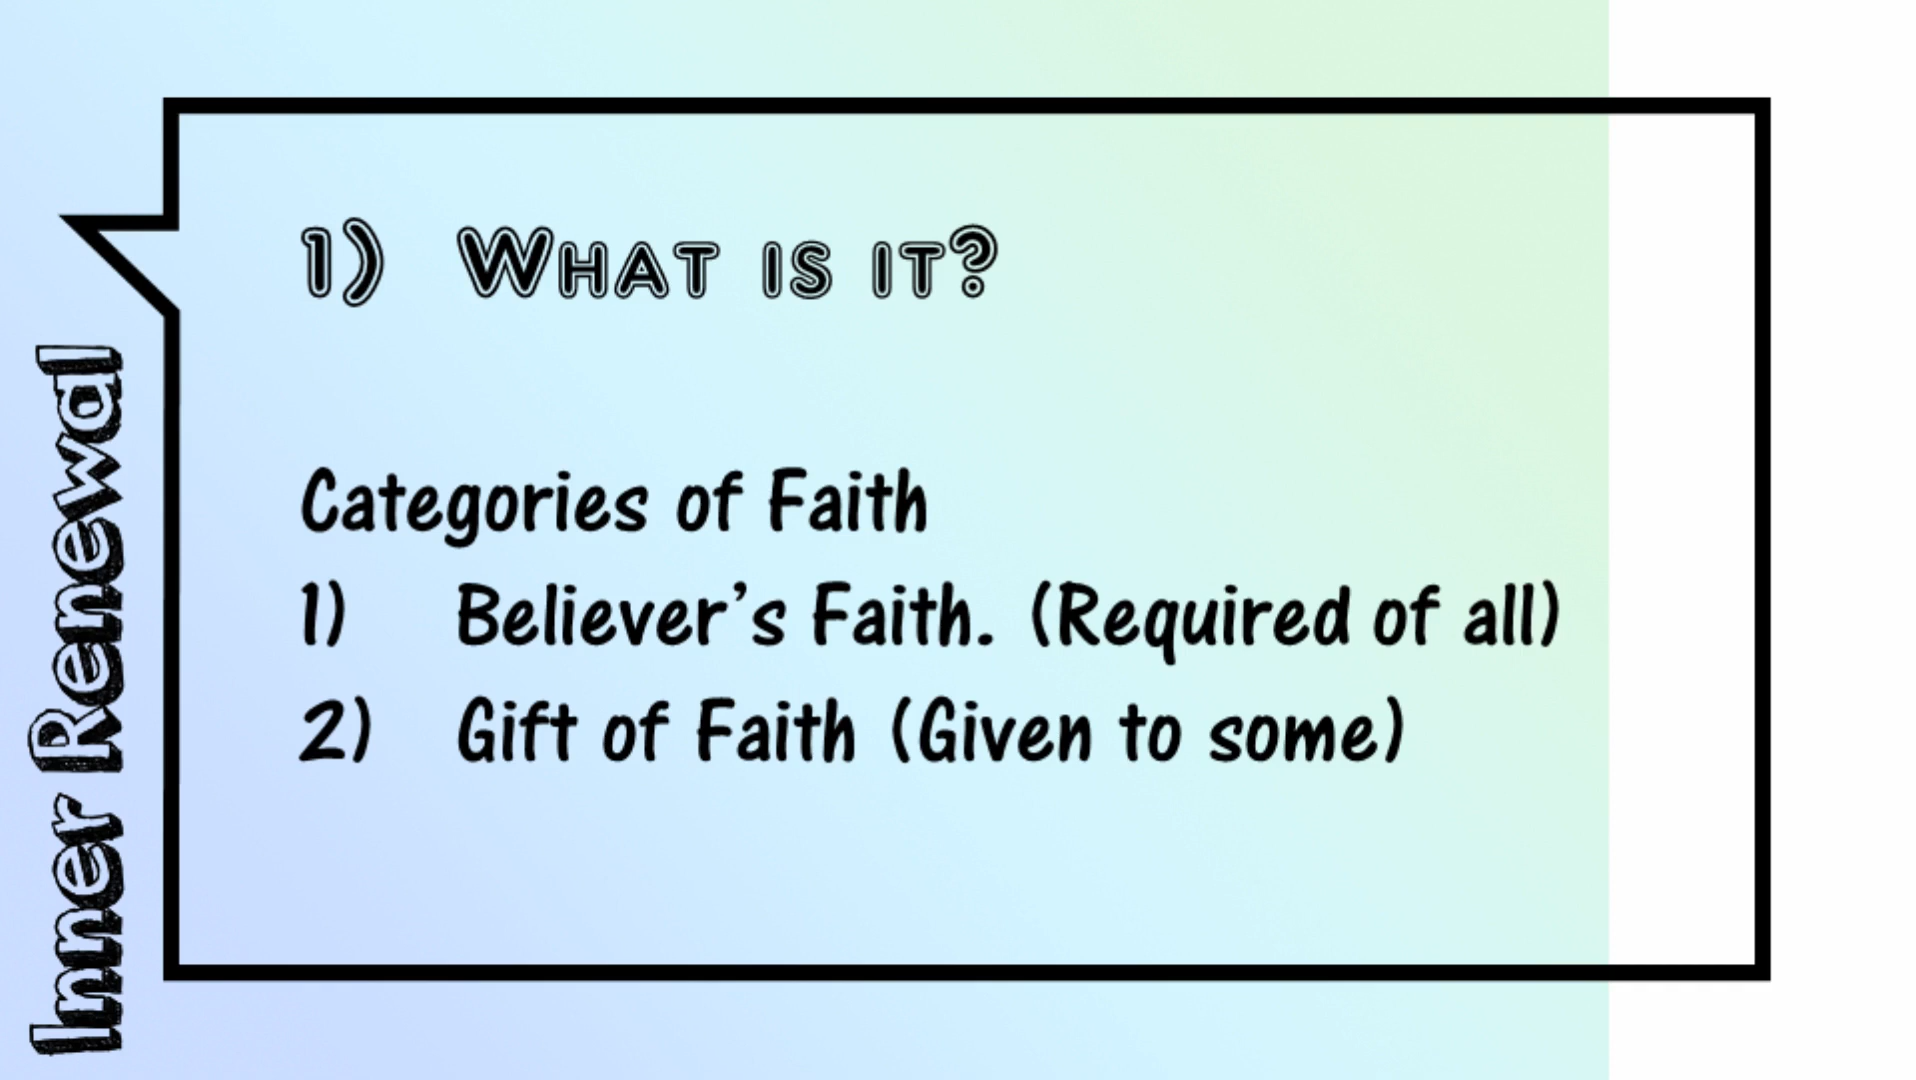 Inner Renewal
1) WHAT IS IT?
Categories of Faith
1) Believer's Faith. (Required of all)
2) Gift of Faith (Given to some)